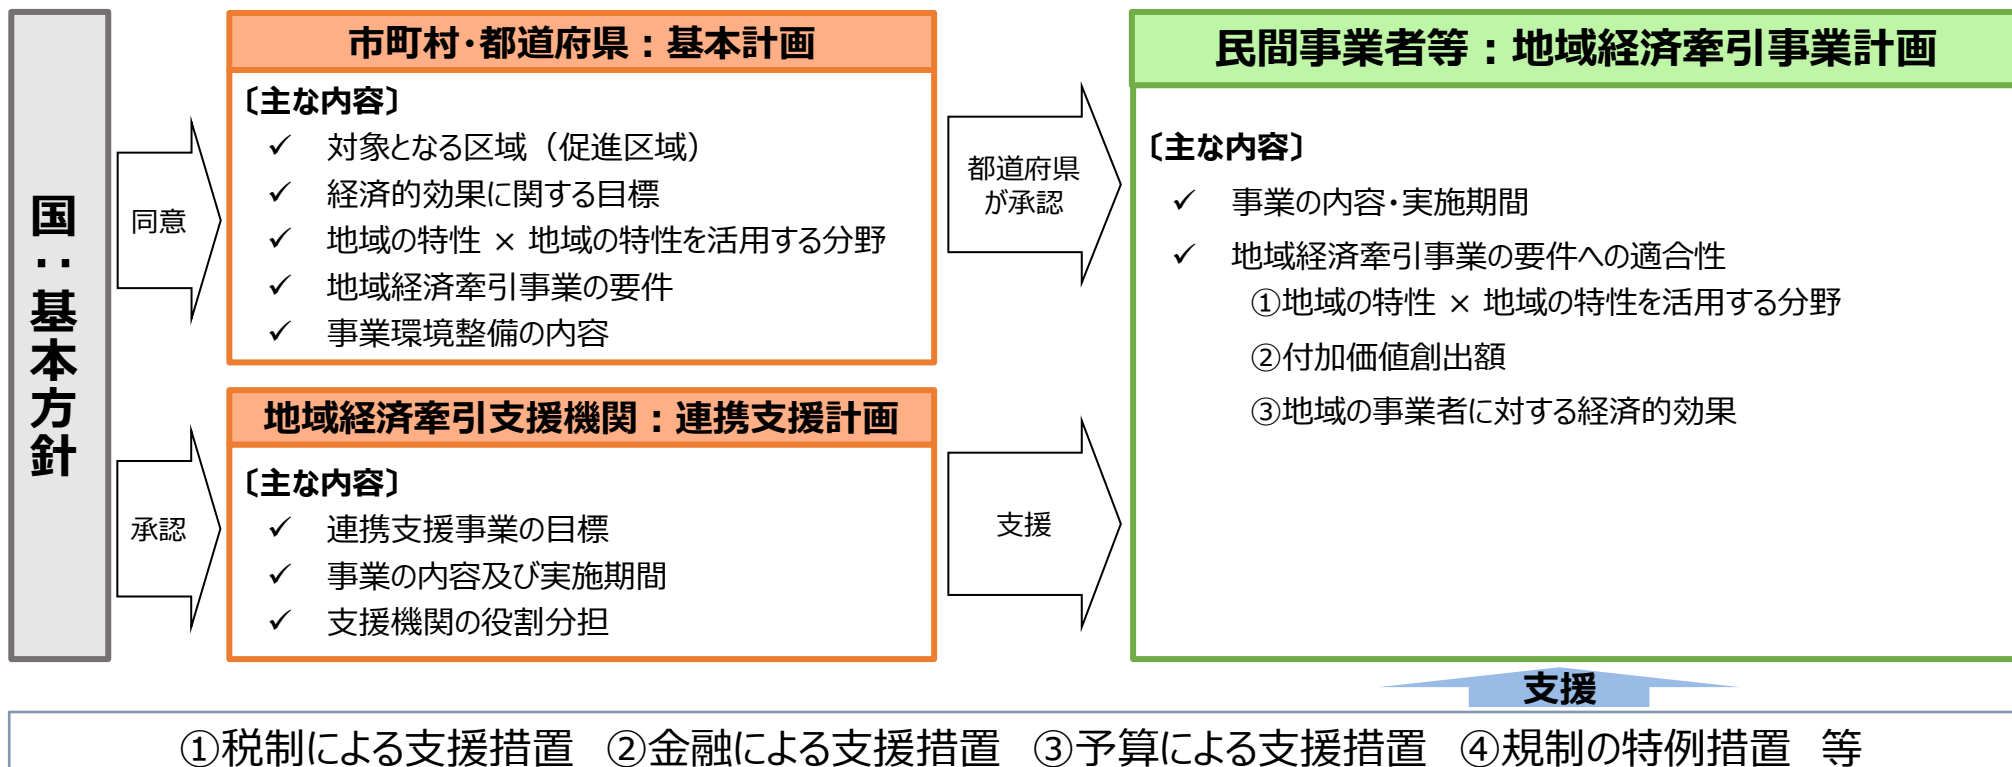 国：基本方針
同意
市町村・都道府県：基本計画
〔主な内容〕
✓ 対象となる区域（促進区域）
✓ 経済的効果に関する目標
✓ 地域の特性 × 地域の特性を活用する分野
✓ 地域経済牽引事業の要件
✓ 事業環境整備の内容
承認
地域経済牽引支援機関：連携支援計画
〔主な内容〕
✓ 連携支援事業の目標
✓ 事業の内容及び実施期間
✓ 支援機関の役割分担
都道府県
が承認
支援
民間事業者等：地域経済牽引事業計画
〔主な内容〕
✓ 事業の内容・実施期間
✓ 地域経済牽引事業の要件への適合性
①地域の特性 × 地域の特性を活用する分野
②付加価値創出額
③地域の事業者に対する経済的効果
支援
①税制による支援措置 ②金融による支援措置 ③予算による支援措置 ④規制の特例措置 等